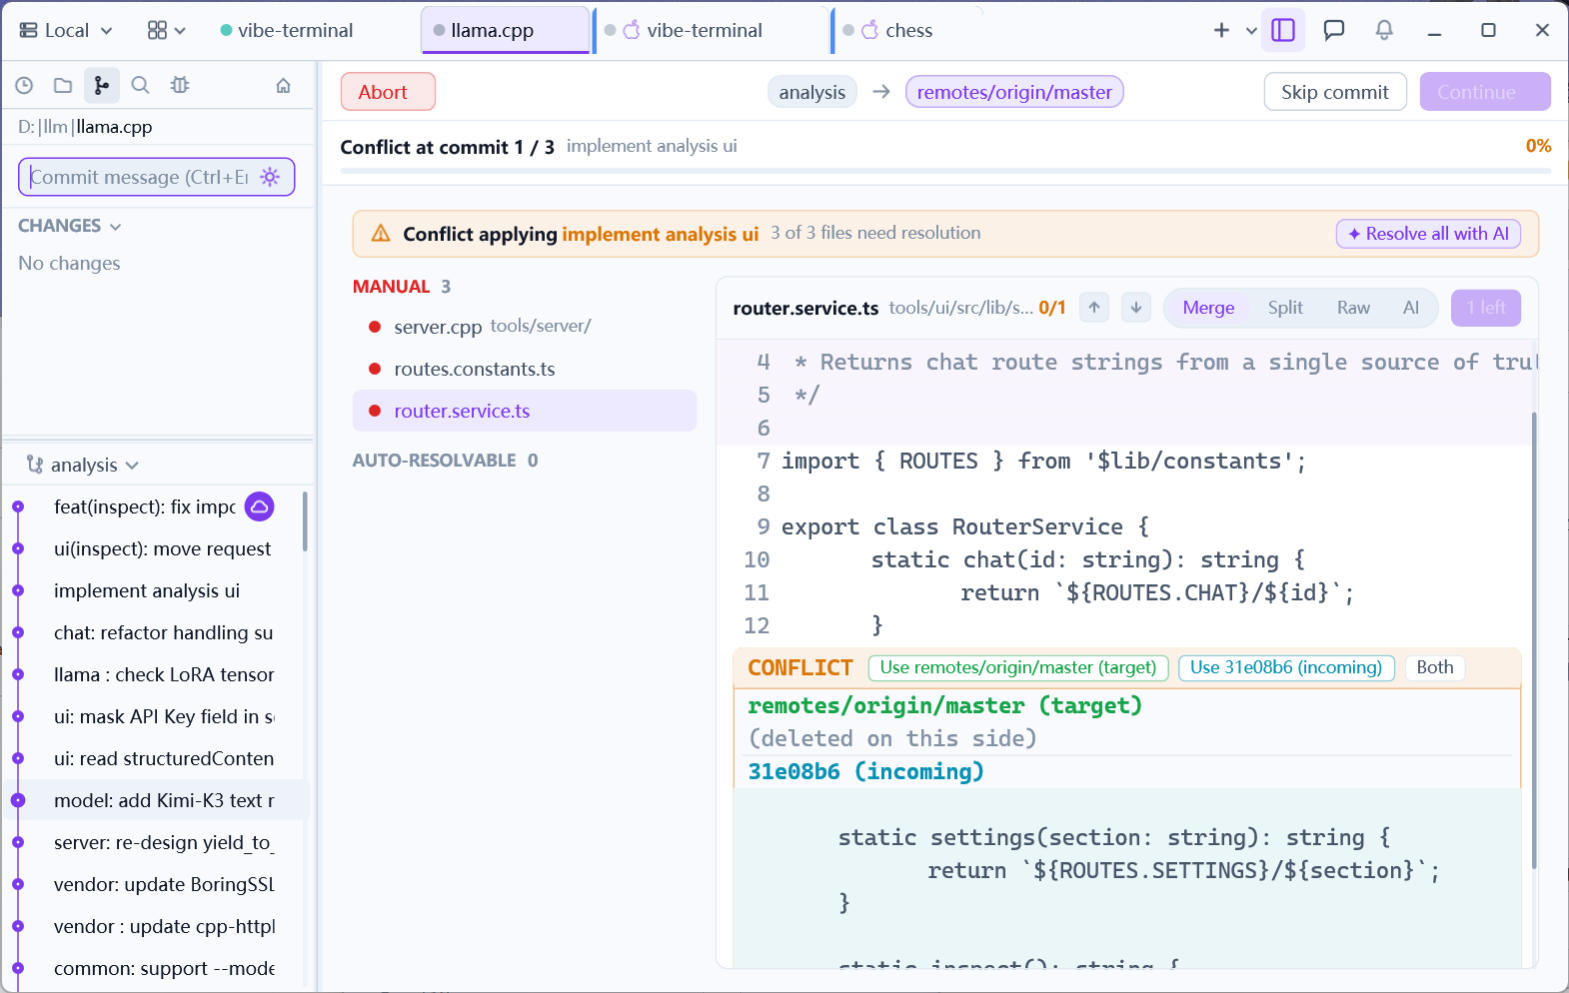 Local
vibe-terminal
llama.cpp
vibe-terminal
chess
D:|llm|llama.cpp
Commit message (Ctrl+Er
CHANGES
No changes
analysis
feat(inspect): fix impc
ui(inspect): move request
implement analysis ui
chat: refactor handling su
llama : check LoRA tensor
ui: mask API Key field in s
ui: read structuredConten
model: add Kimi-K3 text r
server: re-design yield_to_
vendor: update BoringSSL
vendor : update cpp-httpl
common: support --mode
Abort
analysis → remotes/origin/master
Skip commit
Continue
Conflict at commit 1 / 3 implement analysis ui
0%
Conflict applying implement analysis ui 3 of 3 files need resolution
✦ Resolve all with AI
MANUAL 3
server.cpp tools/server/
routes.constants.ts
router.service.ts
AUTO-RESOLVABLE 0
router.service.ts tools/ui/src/lib/s... 0/1 ↑ ↓ Merge Split Raw AI 1 left
4 * Returns chat route strings from a single source of trut
5 */
6
7 import { ROUTES } from '$lib/constants';
8
9 export class RouterService {
10 static chat(id: string): string {
11 return `${ROUTES.CHAT}/${id}`;
12 }
CONFLICT Use remotes/origin/master (target) Use 31e08b6 (incoming) Both
remotes/origin/master (target)
(deleted on this side)
31e08b6 (incoming)
static settings(section: string): string {
return `${ROUTES.SETTINGS}/${section}`;
}
static inspect(): string {